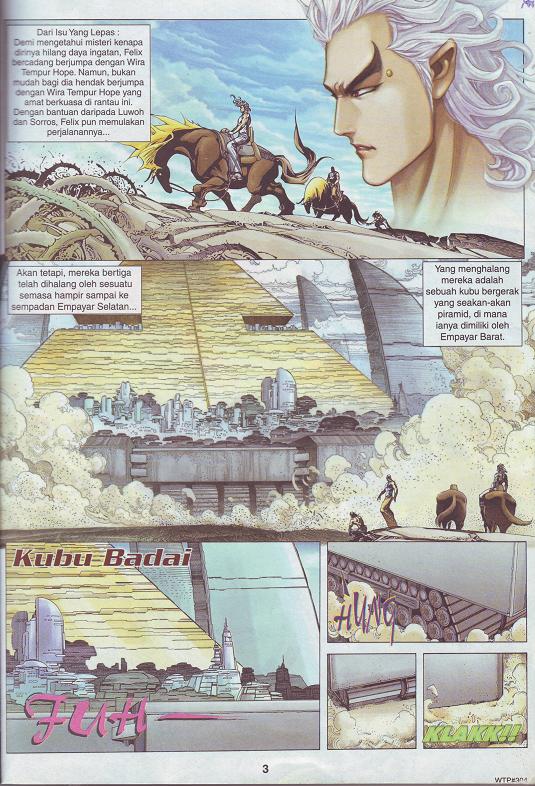 Dari Isu Yang Lepas :
Demi mengetahui misteri kenapa
dirinya hilang daya ingatan, Felix
bercadang berjumpa dengan Wira
Tempur Hope. Namun, bukan
mudah bagi dia hendak berjumpa
dengan Wira Tempur Hope yang
amat berkuasa di rantau ini.
Dengan bantuan daripada Luwoh
dan Sorros, Felix pun memulakan
perjalanannya...
Akan tetapi, mereka bertiga
telah dihalang oleh sesuatu
semasa hampir sampai ke
sempadan Empayar Selatan...
Yang menghalang
mereka adalah
sebuah kubu bergerak
yang seakan-akan
piramid, di mana
ianya dimiliki oleh
Empayar Barat.
Kubu Badai
FUH
HUNG
KLAKK!!
3